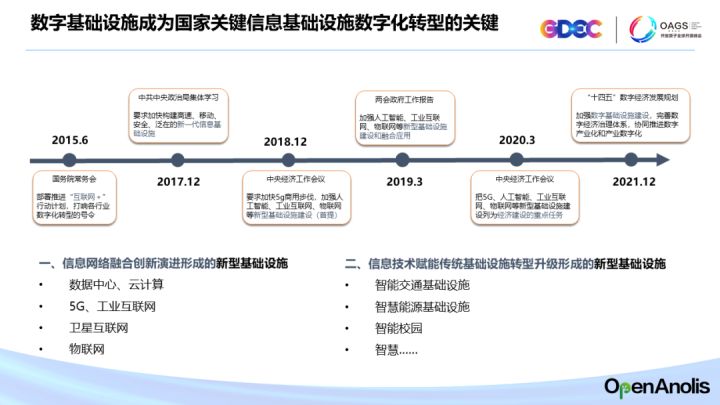 数字基础设施成为国家关键信息基础设施数字化转型的关键
GDEC
OAGS
中共中央政治局集体学习
要求加快构建高速、移动、
安全、泛在的新一代信息基
础设施
两会政府工作报告
加强人工智能、工业互联
网、物联网等新型基础设施
建设和融合应用
“十四五”数字经济发展规划
加强数字基础设施建设，完善数
字经济治理体系，协同推进数字
产业化和产业数字化
2015.6
2018.12
2020.3
2017.12
2019.3
2021.12
国务院常务会
部署推进“互联网＋”
行动计划，打响各行业
数字化转型的号令
中央经济工作会议
要求加快5g商用步伐，加强人
工智能、工业互联网、物联网
等新型基础设施建设（首提）
中央经济工作会议
把5G、人工智能、工业互联
网、物联网等新型基础设施建
设列为经济建设的重点任务
一、信息网络融合创新演进形成的新型基础设施
• 数据中心、云计算
• 5G、工业互联网
• 卫星互联网
• 物联网
二、信息技术赋能传统基础设施转型升级形成的新型基础设施
• 智能交通基础设施
• 智慧能源基础设施
• 智能校园
• 智慧......
OpenAnolis